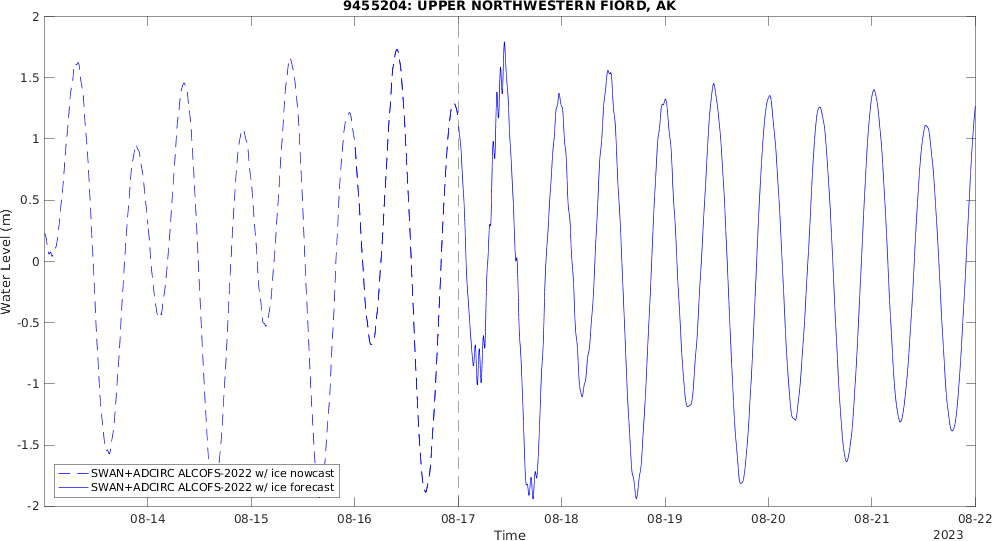 9455204: UPPER NORTHWESTERN FIORD, AK
2
1.5
1
0.5
0
-0.5
-1
-1.5
-2
Water Level (m)
SWAN+ADCIRC ALCOFS-2022 w/ ice nowcast
SWAN+ADCIRC ALCOFS-2022 w/ ice forecast
08-14 08-15 08-16 08-17 08-18 08-19 08-20 08-21 08-22
Time
2023